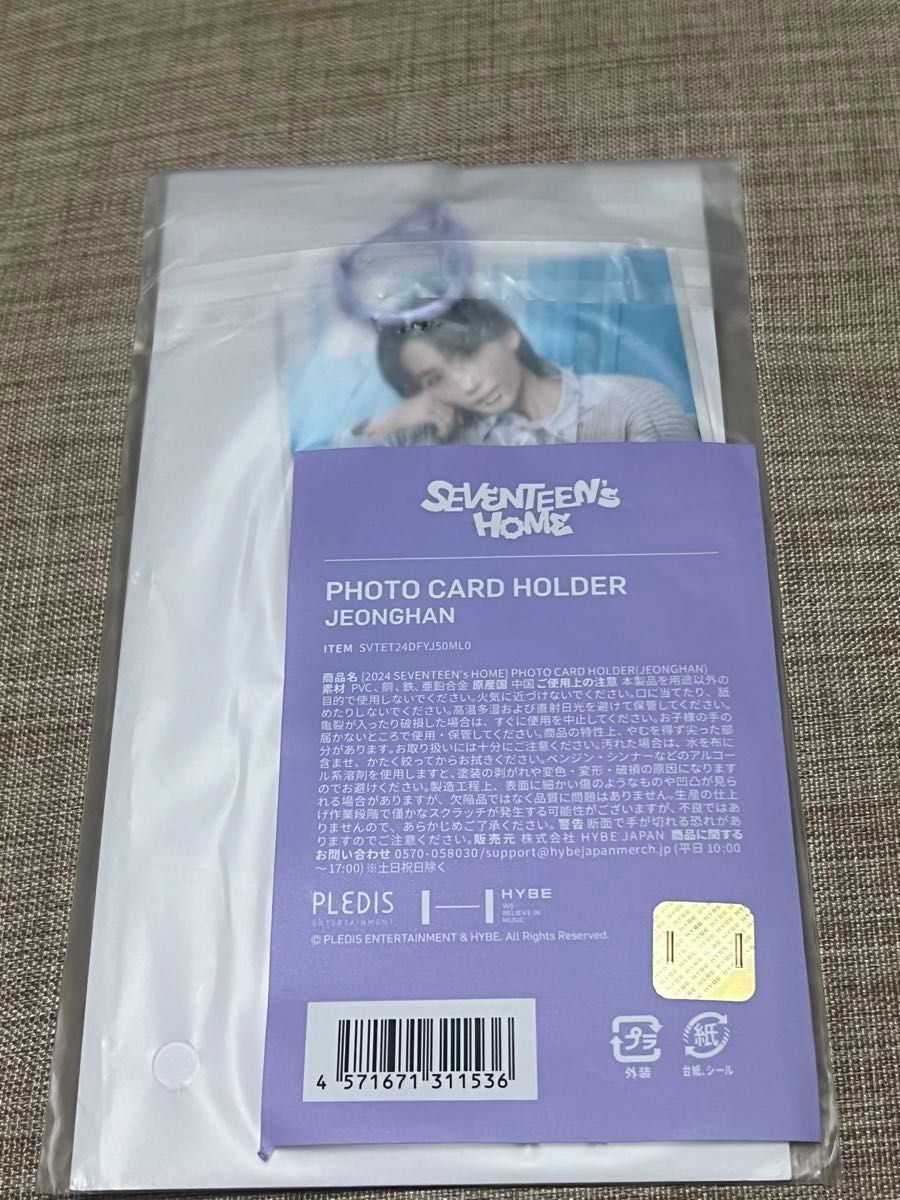 SEVENTEEN's
HOME
PHOTO CARD HOLDER
JEONGHAN
ITEM SVTET24DFYJ50ML0
商品名 [2024 SEVENTEEN's HOME] PHOTO CARD HOLDER(JEONGHAN)
素材 PVC、銅、鉄、亜鉛合金 原産国 中国 ご使用上の注意 本製品を用途以外の
目的で使用しないでください。火気に近づけないでください。口に当てたり、舐
めたりしないでください。高温多湿および直射日光を避けて保管してください。
亀裂が入ったり破損した場合は、すぐに使用を中止してください。お子様の手の
届かないところで使用・保管してください。商品の特性上、やむを得ず尖った部
分があります。お取り扱いには十分にご注意ください。汚れた場合は、水を布に
含ませ、かたく絞ってからお拭きください。ベンジン・シンナーなどのアルコー
ル系溶剤を使用しますと、塗装の剥がれや変色・変形・破損の原因になります
のでお避けください。製造工程上、表面に細かい傷のようなものや凹凸が見ら
れる場合がありますが、欠陥品ではなく品質に問題はありません。生産の仕上
げ作業段階で僅かなスクラッチが発生する可能性がございますが、不良ではあ
りませんので、あらかじめご了承ください。警告 断面で手が切れる恐れがあ
りますのでご注意ください。販売元 株式会社 HYBE JAPAN 商品に関する
お問い合わせ 0570-058030/support@hybejapanmerch.jp (平日 10:00
～17:00)※土日祝日除く
PLEDIS
ENTERTAINMENT
HYBE
WE
BELIEVE IN
MUSIC
© PLEDIS ENTERTAINMENT & HYBE. All Rights Reserved.
4 571671 311536
プラ
外装
紙
台紙、シール